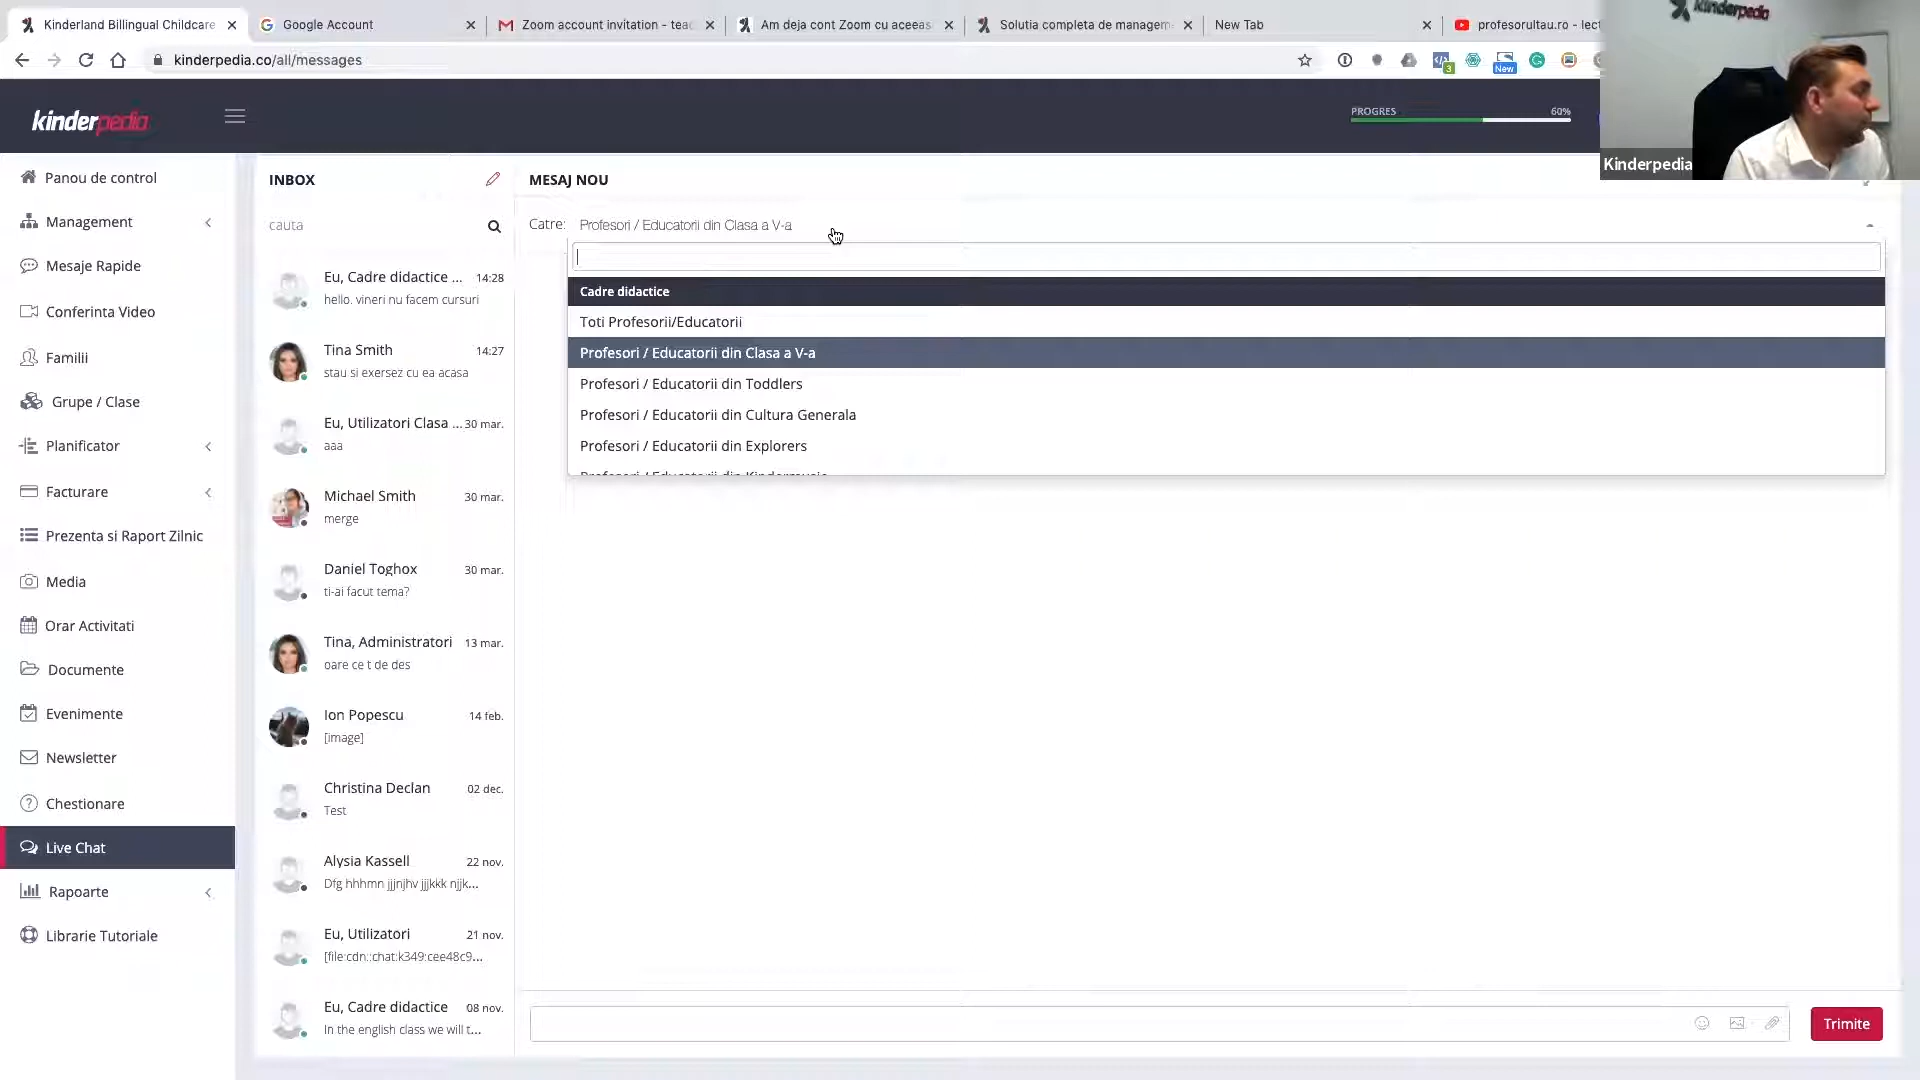 Kinderland Billingual Childcare
Google Account
Zoom account invitation - teac
Am deja cont Zoom cu aceeas
Solutia completa de managem
New Tab
profesorultau.ro - lect
kinderpedia.co/all/messages
3
New
kinderpedia
kinderpedia
PROGRES 60%
Kinderpedia
Panou de control
Management
Mesaje Rapide
Conferinta Video
Familii
Grupe / Clase
Planificator
Facturare
Prezenta si Raport Zilnic
Media
Orar Activitati
Documente
Evenimente
Newsletter
Chestionare
Live Chat
Rapoarte
Librarie Tutoriale
INBOX
cauta
Eu, Cadre didactice ... 14:28
hello. vineri nu facem cursuri
Tina Smith 14:27
stau si exersez cu ea acasa
Eu, Utilizatori Clasa ... 30 mar.
aaa
Michael Smith 30 mar.
merge
Daniel Toghox 30 mar.
ti-ai facut tema?
Tina, Administratori 13 mar.
oare ce t de des
Ion Popescu 14 feb.
[image]
Christina Declan 02 dec.
Test
Alysia Kassell 22 nov.
Dfg hhhmn jjjnjhv jjjkkk njjk...
Eu, Utilizatori 21 nov.
[file:cdn::chat:k349:cee48c9...
Eu, Cadre didactice 08 nov.
In the english class we will t...
MESAJ NOU
Catre: Profesori / Educatorii din Clasa a V-a
Cadre didactice
Toti Profesorii/Educatorii
Profesori / Educatorii din Clasa a V-a
Profesori / Educatorii din Toddlers
Profesori / Educatorii din Cultura Generala
Profesori / Educatorii din Explorers
Profesori / Educatorii din Kindermusic
Trimite